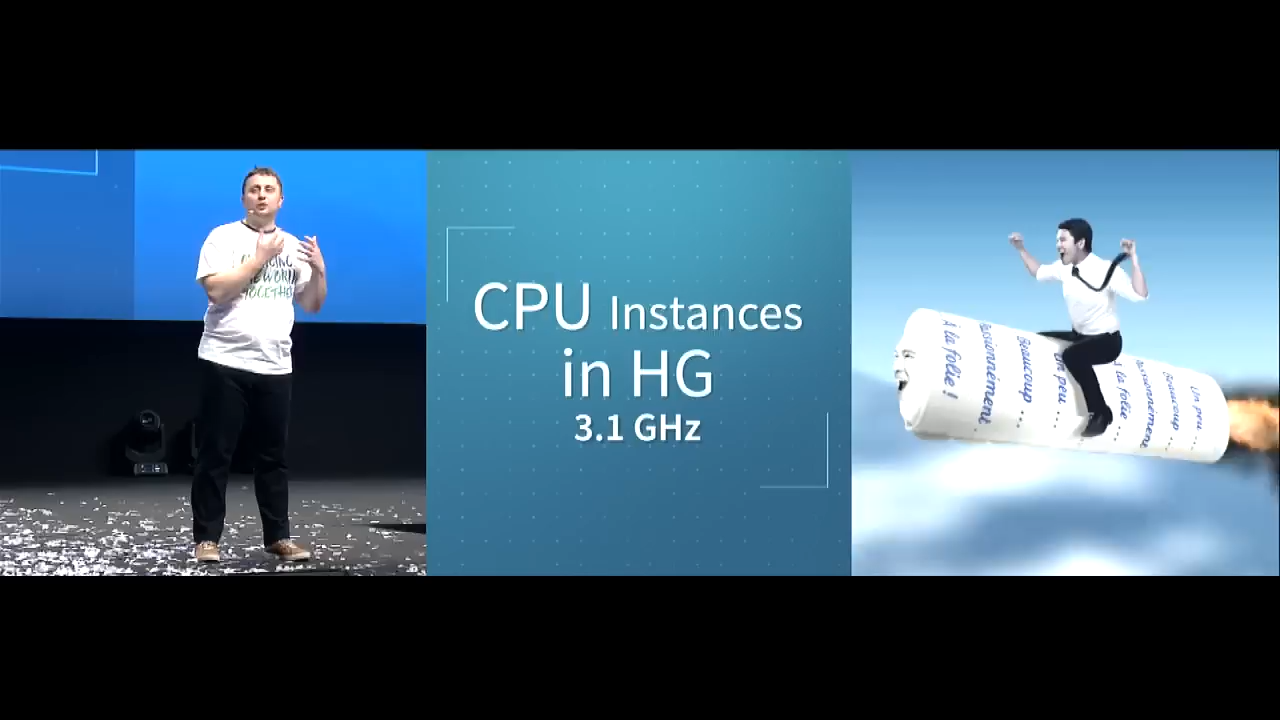 CPU Instances
in HG
3.1 GHz
Un peu ...
Beaucoup ...
Passionnément
à la folie
Un peu ...
Beaucoup ...
Passionnément
À la folie !